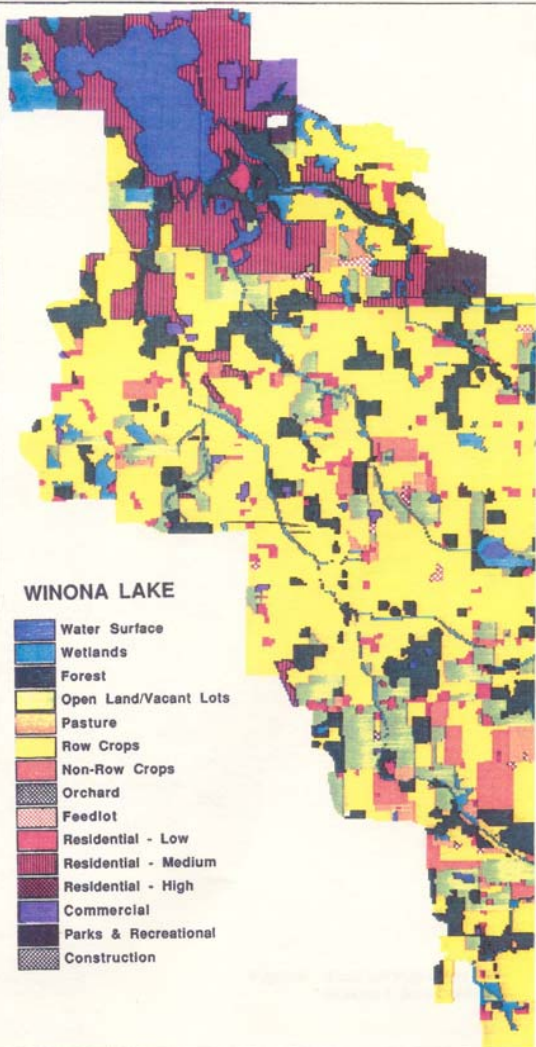 WINONA LAKE
Water Surface
Wetlands
Forest
Open Land/Vacant Lots
Pasture
Row Crops
Non-Row Crops
Orchard
Feedlot
Residential - Low
Residential - Medium
Residential - High
Commercial
Parks & Recreational
Construction